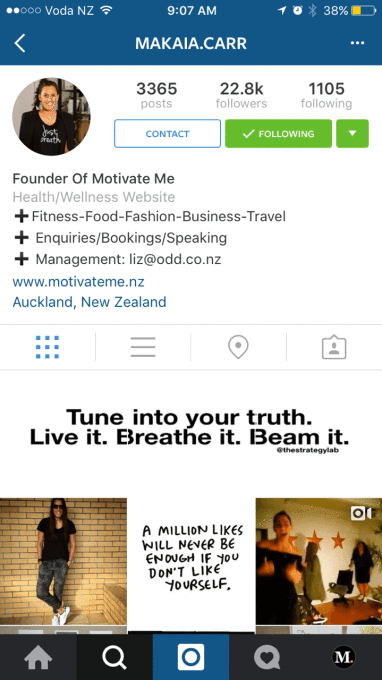 Voda NZ 9:07 AM 38%
MAKAIA.CARR
3365 22.8k 1105
posts followers following
CONTACT FOLLOWING
just breath
Founder Of Motivate Me
Health/Wellness Website
Fitness-Food-Fashion-Business-Travel
Enquiries/Bookings/Speaking
Management: liz@odd.co.nz
www.motivateme.nz
Auckland, New Zealand
Tune into your truth.
Live it. Breathe it. Beam it.
@thestrategylab
A MILLION LIKES
WILL NEVER BE
ENOUGH IF YOU
DON'T LIKE
YOURSELF.
M.